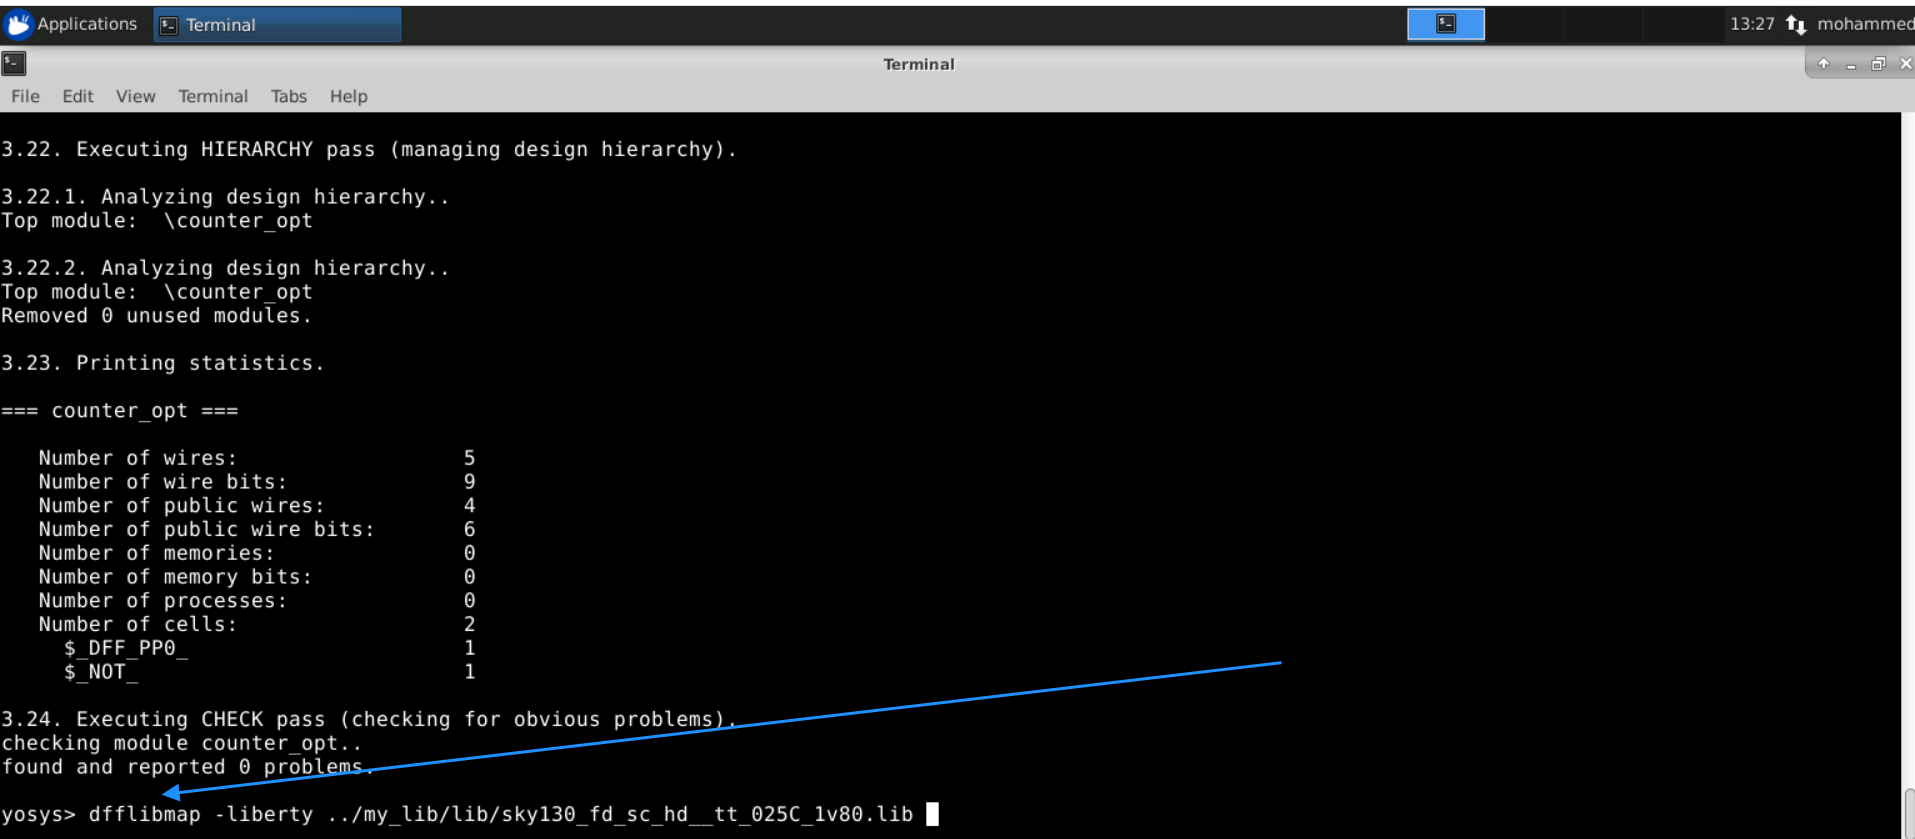 Applications Terminal 13:27 mohammed
Terminal
File Edit View Terminal Tabs Help
3.22. Executing HIERARCHY pass (managing design hierarchy).
3.22.1. Analyzing design hierarchy..
Top module:  \counter_opt
3.22.2. Analyzing design hierarchy..
Top module:  \counter_opt
Removed 0 unused modules.
3.23. Printing statistics.
=== counter_opt ===
Number of wires: 5
Number of wire bits: 9
Number of public wires: 4
Number of public wire bits: 6
Number of memories: 0
Number of memory bits: 0
Number of processes: 0
Number of cells: 2
$_DFF_PP0_ 1
$_NOT_ 1
3.24. Executing CHECK pass (checking for obvious problems).
checking module counter_opt..
found and reported 0 problems.
yosys> dfflibmap -liberty ../my_lib/lib/sky130_fd_sc_hd__tt_025C_1v80.lib